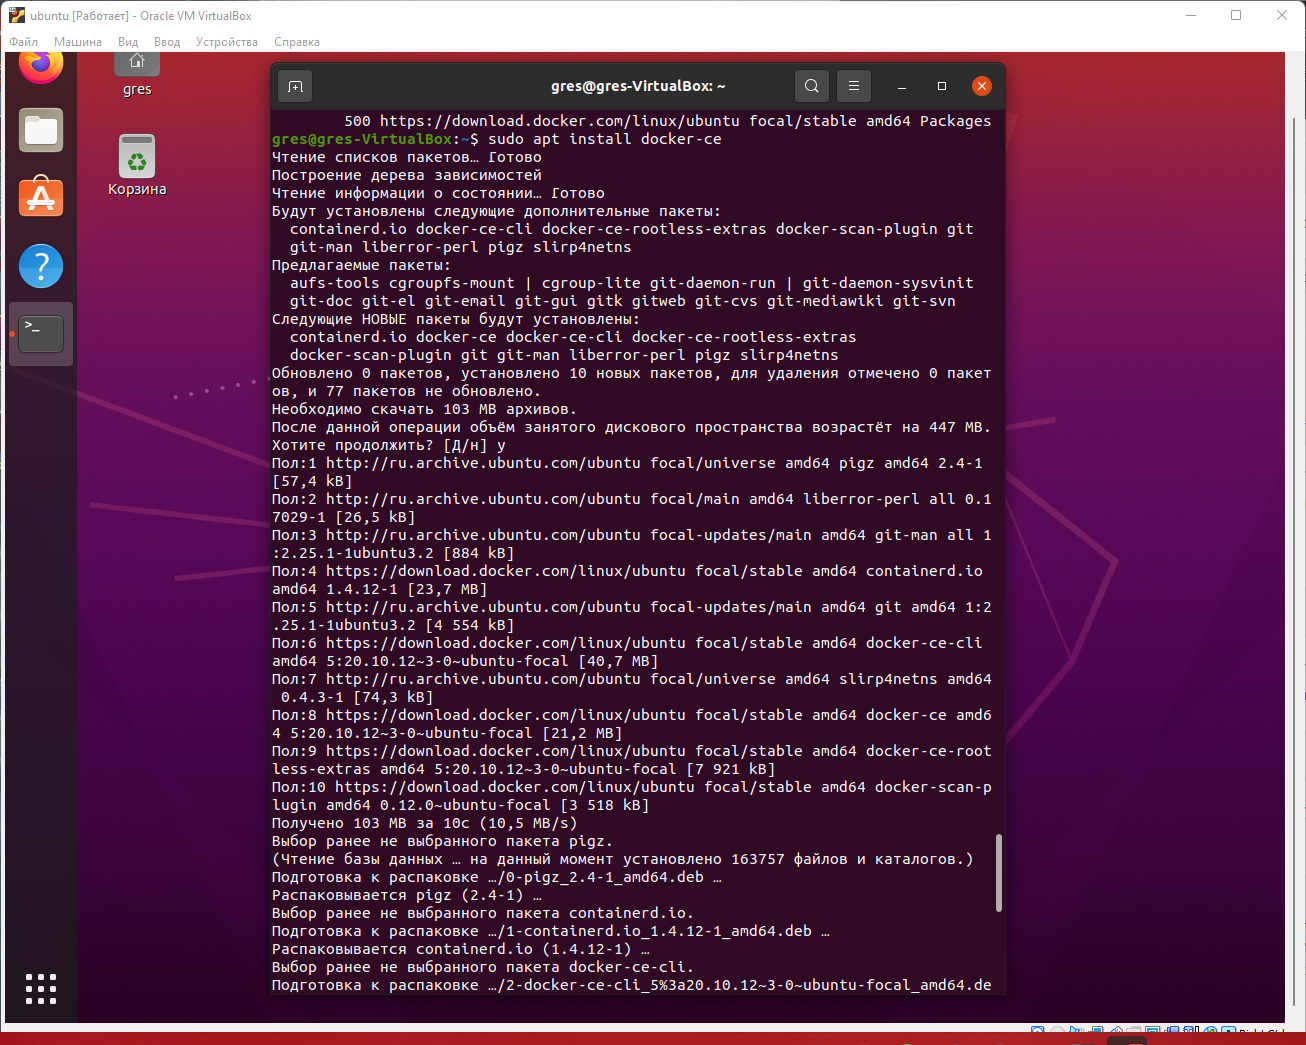 ubuntu [Работает] - Oracle VM VirtualBox
Файл Машина Вид Ввод Устройства Справка
gres
Корзина
gres@gres-VirtualBox: ~
500 https://download.docker.com/linux/ubuntu focal/stable amd64 Packages
gres@gres-VirtualBox:~$ sudo apt install docker-ce
Чтение списков пакетов… Готово
Построение дерева зависимостей
Чтение информации о состоянии… Готово
Будут установлены следующие дополнительные пакеты:
containerd.io docker-ce-cli docker-ce-rootless-extras docker-scan-plugin git
git-man liberror-perl pigz slirp4netns
Предлагаемые пакеты:
aufs-tools cgroupfs-mount | cgroup-lite git-daemon-run | git-daemon-sysvinit
git-doc git-el git-email git-gui gitk gitweb git-cvs git-mediawiki git-svn
Следующие НОВЫЕ пакеты будут установлены:
containerd.io docker-ce docker-ce-cli docker-ce-rootless-extras
docker-scan-plugin git git-man liberror-perl pigz slirp4netns
Обновлено 0 пакетов, установлено 10 новых пакетов, для удаления отмечено 0 пакет
ов, и 77 пакетов не обновлено.
Необходимо скачать 103 MB архивов.
После данной операции объём занятого дискового пространства возрастёт на 447 MB.
Хотите продолжить? [Д/н] y
Пол:1 http://ru.archive.ubuntu.com/ubuntu focal/universe amd64 pigz amd64 2.4-1
[57,4 kB]
Пол:2 http://ru.archive.ubuntu.com/ubuntu focal/main amd64 liberror-perl all 0.1
7029-1 [26,5 kB]
Пол:3 http://ru.archive.ubuntu.com/ubuntu focal-updates/main amd64 git-man all 1
:2.25.1-1ubuntu3.2 [884 kB]
Пол:4 https://download.docker.com/linux/ubuntu focal/stable amd64 containerd.io
amd64 1.4.12-1 [23,7 MB]
Пол:5 http://ru.archive.ubuntu.com/ubuntu focal-updates/main amd64 git amd64 1:2
.25.1-1ubuntu3.2 [4 554 kB]
Пол:6 https://download.docker.com/linux/ubuntu focal/stable amd64 docker-ce-cli
amd64 5:20.10.12~3-0~ubuntu-focal [40,7 MB]
Пол:7 http://ru.archive.ubuntu.com/ubuntu focal/universe amd64 slirp4netns amd64
0.4.3-1 [74,3 kB]
Пол:8 https://download.docker.com/linux/ubuntu focal/stable amd64 docker-ce amd6
4 5:20.10.12~3-0~ubuntu-focal [21,2 MB]
Пол:9 https://download.docker.com/linux/ubuntu focal/stable amd64 docker-ce-root
less-extras amd64 5:20.10.12~3-0~ubuntu-focal [7 921 kB]
Пол:10 https://download.docker.com/linux/ubuntu focal/stable amd64 docker-scan-p
lugin amd64 0.12.0~ubuntu-focal [3 518 kB]
Получено 103 MB за 10с (10,5 MB/s)
Выбор ранее не выбранного пакета pigz.
(Чтение базы данных … на данный момент установлено 163757 файлов и каталогов.)
Подготовка к распаковке …/0-pigz_2.4-1_amd64.deb …
Распаковывается pigz (2.4-1) …
Выбор ранее не выбранного пакета containerd.io.
Подготовка к распаковке …/1-containerd.io_1.4.12-1_amd64.deb …
Распаковывается containerd.io (1.4.12-1) …
Выбор ранее не выбранного пакета docker-ce-cli.
Подготовка к распаковке …/2-docker-ce-cli_5%3a20.10.12~3-0~ubuntu-focal_amd64.de